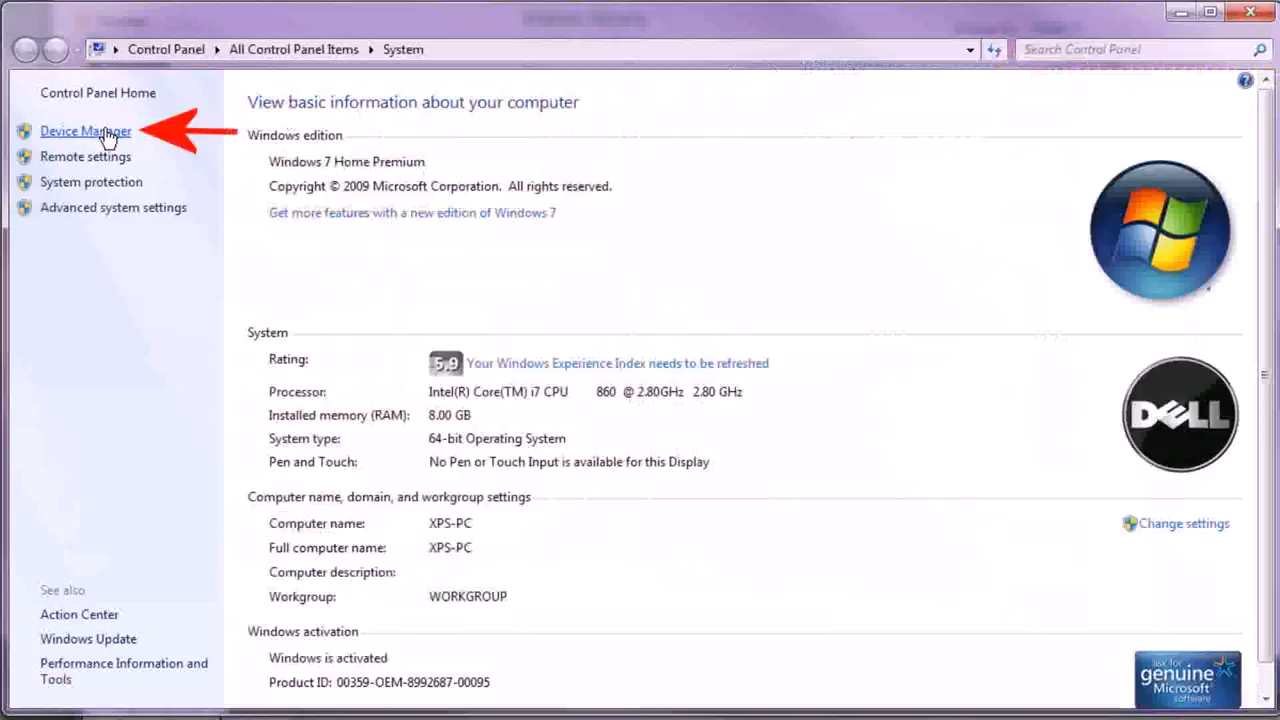 Control Panel
All Control Panel Items
System
Search Control Panel
Control Panel Home
Device Manager
Remote settings
System protection
Advanced system settings
See also
Action Center
Windows Update
Performance Information and
Tools
View basic information about your computer
Windows edition
Windows 7 Home Premium
Copyright © 2009 Microsoft Corporation. All rights reserved.
Get more features with a new edition of Windows 7
System
Rating: 5,9 Your Windows Experience Index needs to be refreshed
Processor: Intel(R) Core(TM) i7 CPU 860 @ 2.80GHz 2.80 GHz
Installed memory (RAM): 8.00 GB
System type: 64-bit Operating System
Pen and Touch: No Pen or Touch Input is available for this Display
DELL
Computer name, domain, and workgroup settings
Computer name: XPS-PC
Change settings
Full computer name: XPS-PC
Computer description:
Workgroup: WORKGROUP
Windows activation
Windows is activated
Product ID: 00359-OEM-8992687-00095
ask for
genuine
Microsoft
software